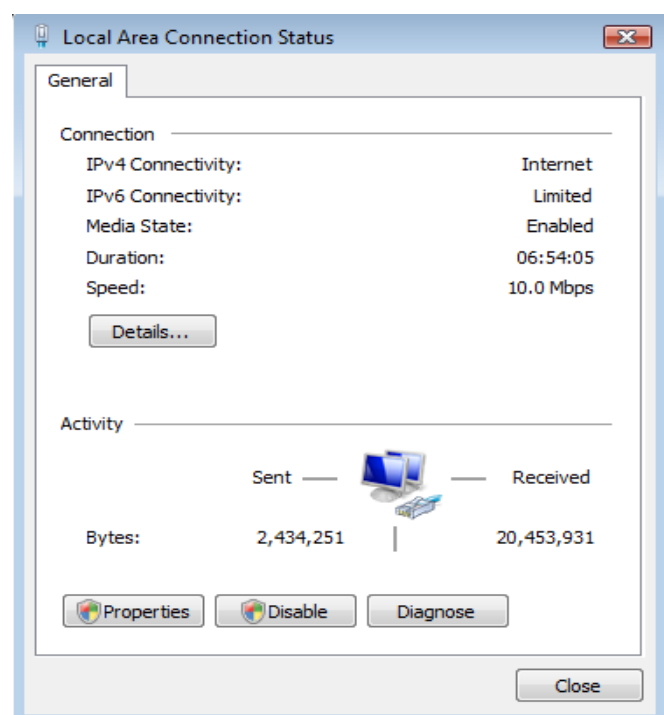 Local Area Connection Status
General
Connection
IPv4 Connectivity: Internet
IPv6 Connectivity: Limited
Media State: Enabled
Duration: 06:54:05
Speed: 10.0 Mbps
Details...
Activity
Sent Received
Bytes: 2,434,251 20,453,931
Properties Disable Diagnose
Close